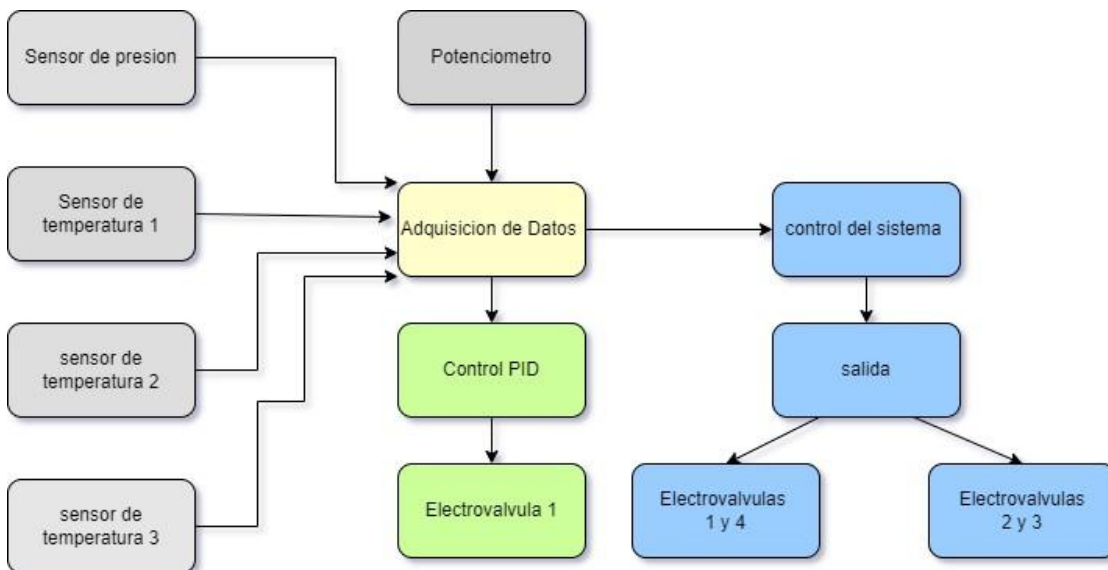 Sensor de presion
Potenciometro
Sensor de
temperatura 1
Adquisicion de Datos
control del sistema
sensor de
temperatura 2
Control PID
salida
sensor de
temperatura 3
Electrovalvula 1
Electrovalvulas
1 y 4
Electrovalvulas
2 y 3